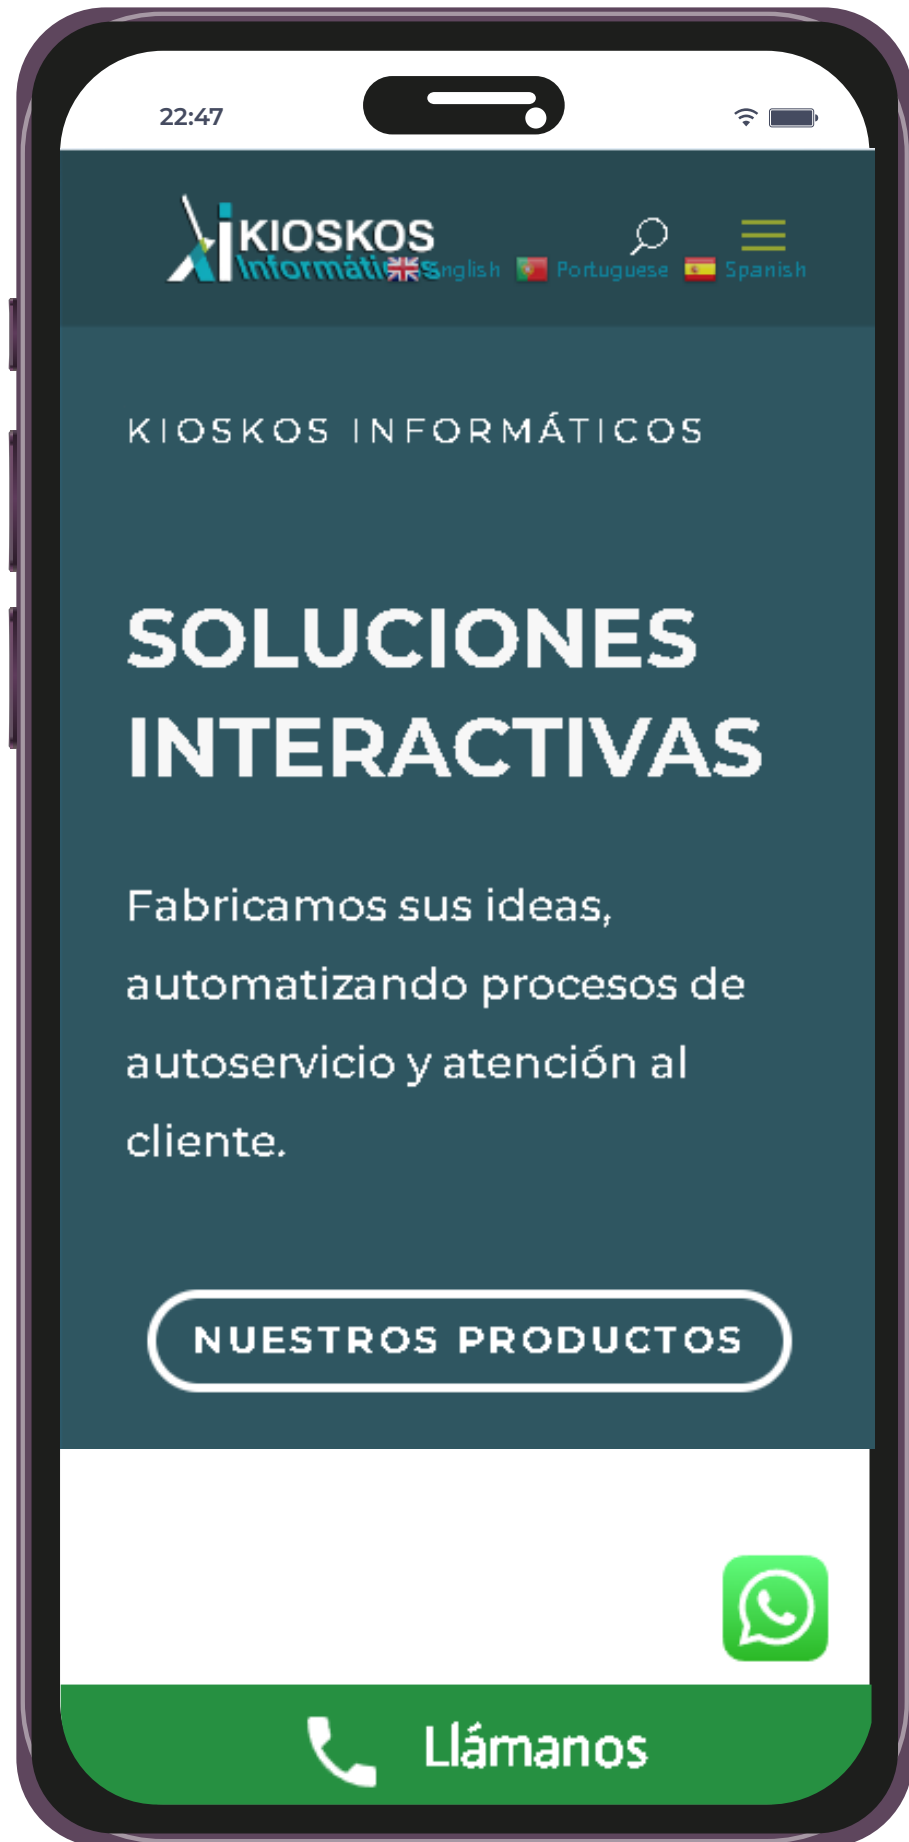 22:47
KIOSKOS
Informáticos
English Portuguese Spanish
KIOSKOS INFORMÁTICOS
SOLUCIONES
INTERACTIVAS
Fabricamos sus ideas,
automatizando procesos de
autoservicio y atención al
cliente.
NUESTROS PRODUCTOS
Llámanos